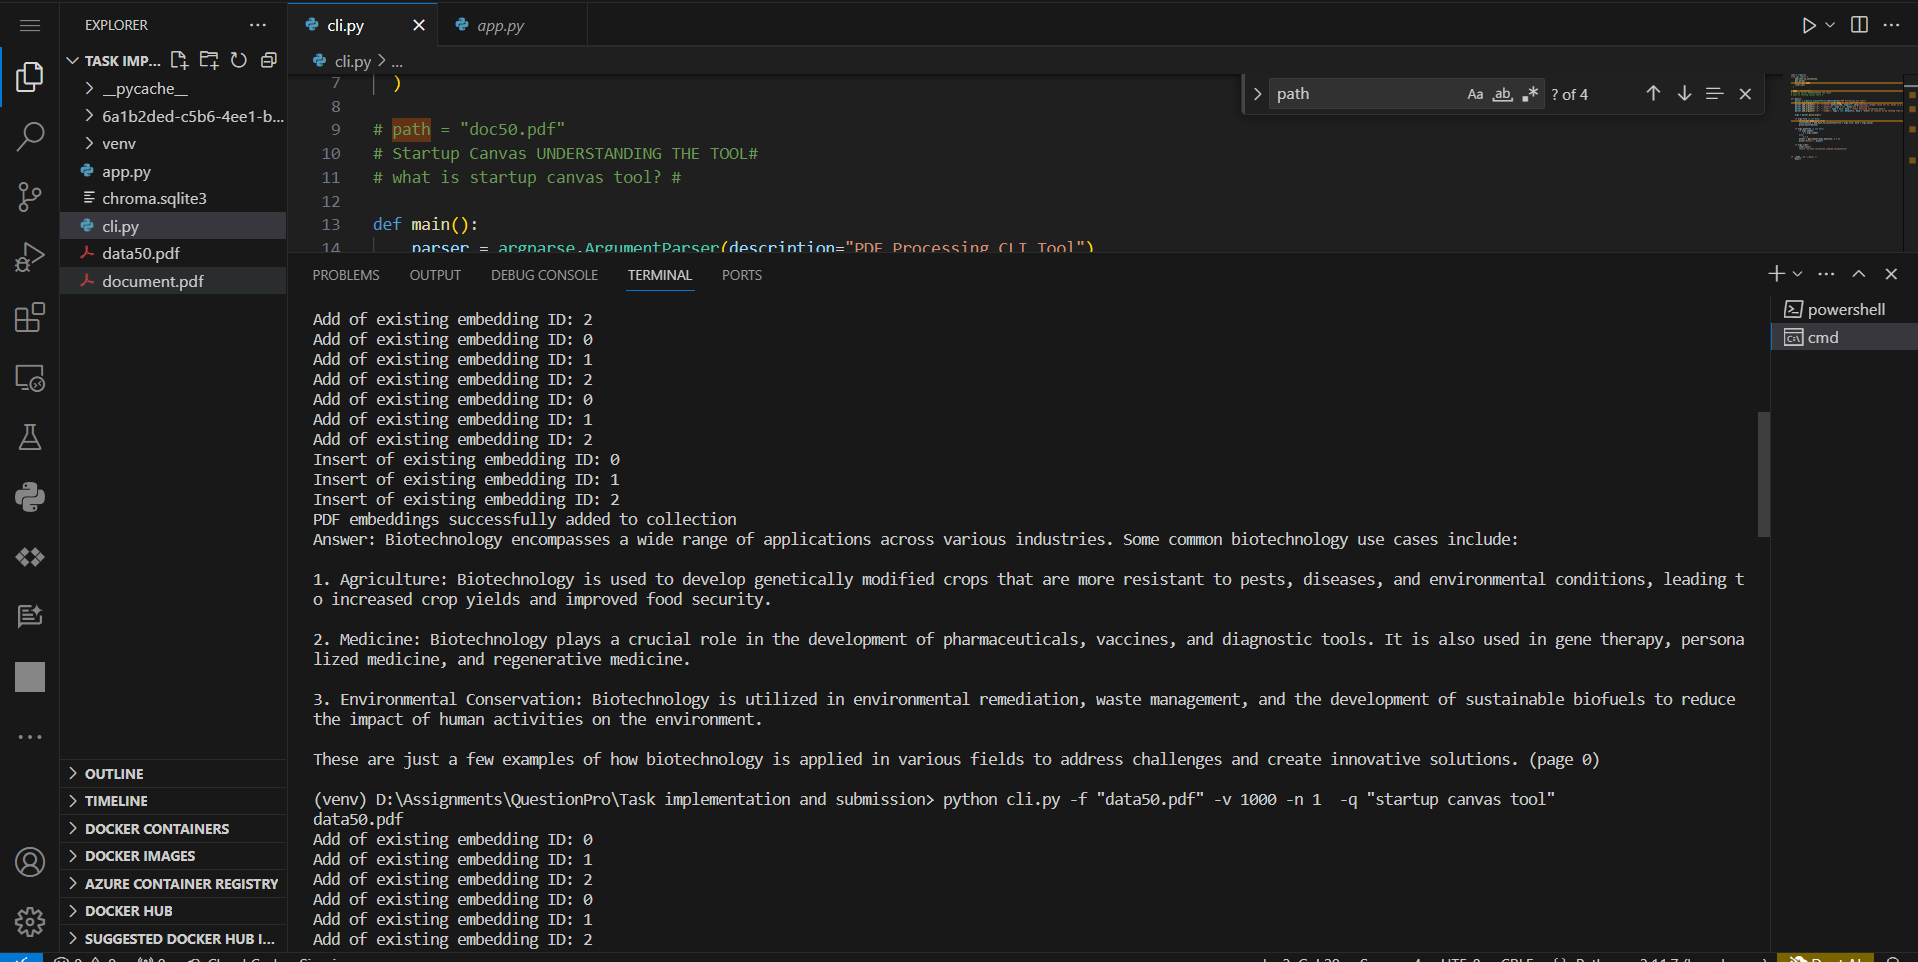 EXPLORER
TASK IMP...
__pycache__
6a1b2ded-c5b6-4ee1-b...
venv
app.py
chroma.sqlite3
cli.py
data50.pdf
document.pdf
OUTLINE
TIMELINE
DOCKER CONTAINERS
DOCKER IMAGES
AZURE CONTAINER REGISTRY
DOCKER HUB
SUGGESTED DOCKER HUB I...
cli.py
app.py
cli.py > ...
path
Aa
ab
.*
? of 4
7 )
8
9 # path = "doc50.pdf"
10 # Startup Canvas UNDERSTANDING THE TOOL#
11 # what is startup canvas tool? #
12
13 def main():
14 parser = argparse.ArgumentParser(description="PDF Processing CLI Tool")
PROBLEMS OUTPUT DEBUG CONSOLE TERMINAL PORTS
powershell
cmd
Add of existing embedding ID: 2
Add of existing embedding ID: 0
Add of existing embedding ID: 1
Add of existing embedding ID: 2
Add of existing embedding ID: 0
Add of existing embedding ID: 1
Add of existing embedding ID: 2
Insert of existing embedding ID: 0
Insert of existing embedding ID: 1
Insert of existing embedding ID: 2
PDF embeddings successfully added to collection
Answer: Biotechnology encompasses a wide range of applications across various industries. Some common biotechnology use cases include:
1. Agriculture: Biotechnology is used to develop genetically modified crops that are more resistant to pests, diseases, and environmental conditions, leading t
o increased crop yields and improved food security.
2. Medicine: Biotechnology plays a crucial role in the development of pharmaceuticals, vaccines, and diagnostic tools. It is also used in gene therapy, persona
lized medicine, and regenerative medicine.
3. Environmental Conservation: Biotechnology is utilized in environmental remediation, waste management, and the development of sustainable biofuels to reduce
the impact of human activities on the environment.
These are just a few examples of how biotechnology is applied in various fields to address challenges and create innovative solutions. (page 0)
(venv) D:\Assignments\QuestionPro\Task implementation and submission> python cli.py -f "data50.pdf" -v 1000 -n 1  -q "startup canvas tool"
data50.pdf
Add of existing embedding ID: 0
Add of existing embedding ID: 1
Add of existing embedding ID: 2
Add of existing embedding ID: 0
Add of existing embedding ID: 1
Add of existing embedding ID: 2